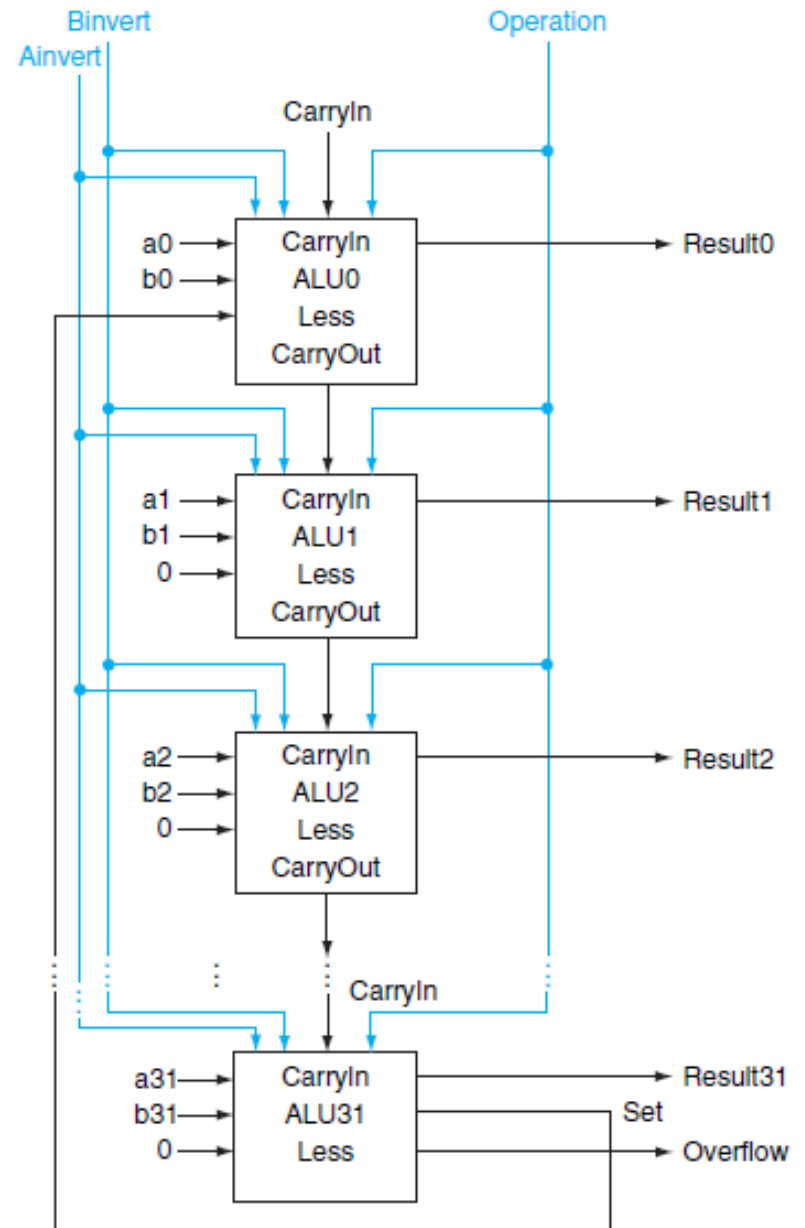 Binvert
Operation
Ainvert
CarryIn
a0
CarryIn
Result0
b0
ALU0
Less
CarryOut
a1
CarryIn
Result1
b1
ALU1
0
Less
CarryOut
a2
CarryIn
Result2
b2
ALU2
0
Less
CarryOut
CarryIn
a31
CarryIn
Result31
b31
ALU31
Set
0
Less
Overflow